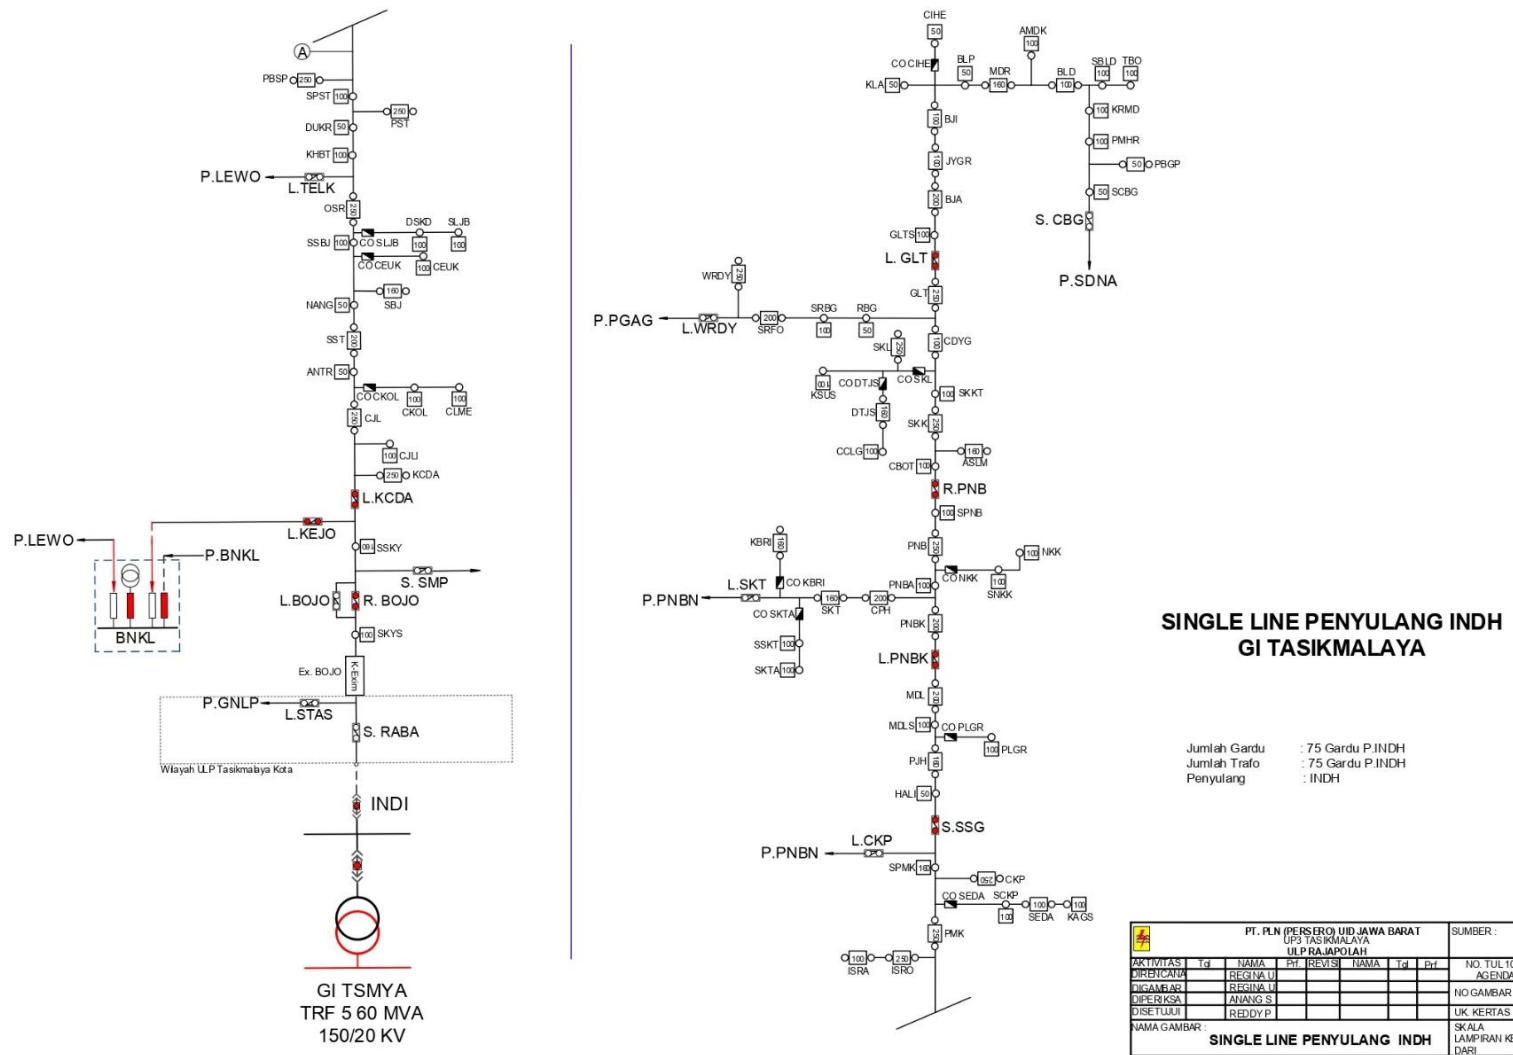 A
PBSP 250
SPST 100
250
PST
DUKR 50
KHBT 100
P.LEWO
L.TELK
OSR 250
DSKD SLJB
SSBJ 100 CO SLJB 100 100
CO CEUK 100 CEUK
160
NANG 50 SBJ
SST 200
ANTR 50
CO CKOL 100 100
CKOL CLME
250 CJL
100 CJLI
250 KCDA
L.KCDA
P.LEWO
L.KEJO
P.BNKL
160 SSKY
S. SMP
L.BOJO R. BOJO
BNKL
100 SKYS
Ex. BOJO K-Exim
P.GNLP
L.STAS
S. RABA
Wilayah ULP Tasikmalaya Kota
INDI
GI TSMYA
TRF 5 60 MVA
150/20 KV
CIHE
50
CO CIHE
AMDK
100
BLP
50
MDR
160
BLD
100
SBLD
100
TBO
100
KLA 50
100 BJI
100 KRMD
100 PMHR
100 JYGR
50 PBGP
200 BJA
50 SCBG
S. CBG
GLTS 100
L. GLT
P.SDNA
WRDY 250
GLT 250
P.PGAG
L.WRDY
200
SRFO
SRBG
100
RBG
50
100 CDYG
SKL 250
CO SKL
CO DTJS
100
KSUS
100 SKKT
DTJS 160
SKK 250
CCLG 100
160
ASLM
CBOT 100
R.PNB
100 SPNB
KBRI 160
PNB 250
100 NKK
CO NKK
100
SNKK
CO KBRI
L.SKT
PNBA 100
P.PNBN
160
SKT
200
CPH
CO SKTA
PNBK 200
SSKT 100
SKTA 100
L.PNBK
MDL 200
MDLS 100
CO PLGR
100 PLGR
PJH 160
HALI 50
S.SSG
L.CKP
P.PNBN
SPMK 160
250 CKP
CO SEDA SCKP
100
100
SEDA
100
KAGS
250
PMK
100
ISRA
250
ISRO
SINGLE LINE PENYULANG INDH
GI TASIKMALAYA
Jumlah Gardu : 75 Gardu P.INDH
Jumlah Trafo : 75 Gardu P.INDH
Penyulang : INDH
PT. PLN (PERSERO) UID JAWA BARAT
UP3 TASIKMALAYA
ULP RAJAPOLAH
SUMBER :
AKTIVITAS Tgl NAMA Prf. REVISI NAMA Tgl Prf.
DIRENCANA REGINA U
DIGAMBAR REGINA U
DIPERIKSA ANANG S
DISETUJUI REDDY P
NO. TUL 10
AGENDA
NO GAMBAR
UK. KERTAS
NAMA GAMBAR :
SINGLE LINE PENYULANG INDH
SKALA
LAMPIRAN KE
DARI